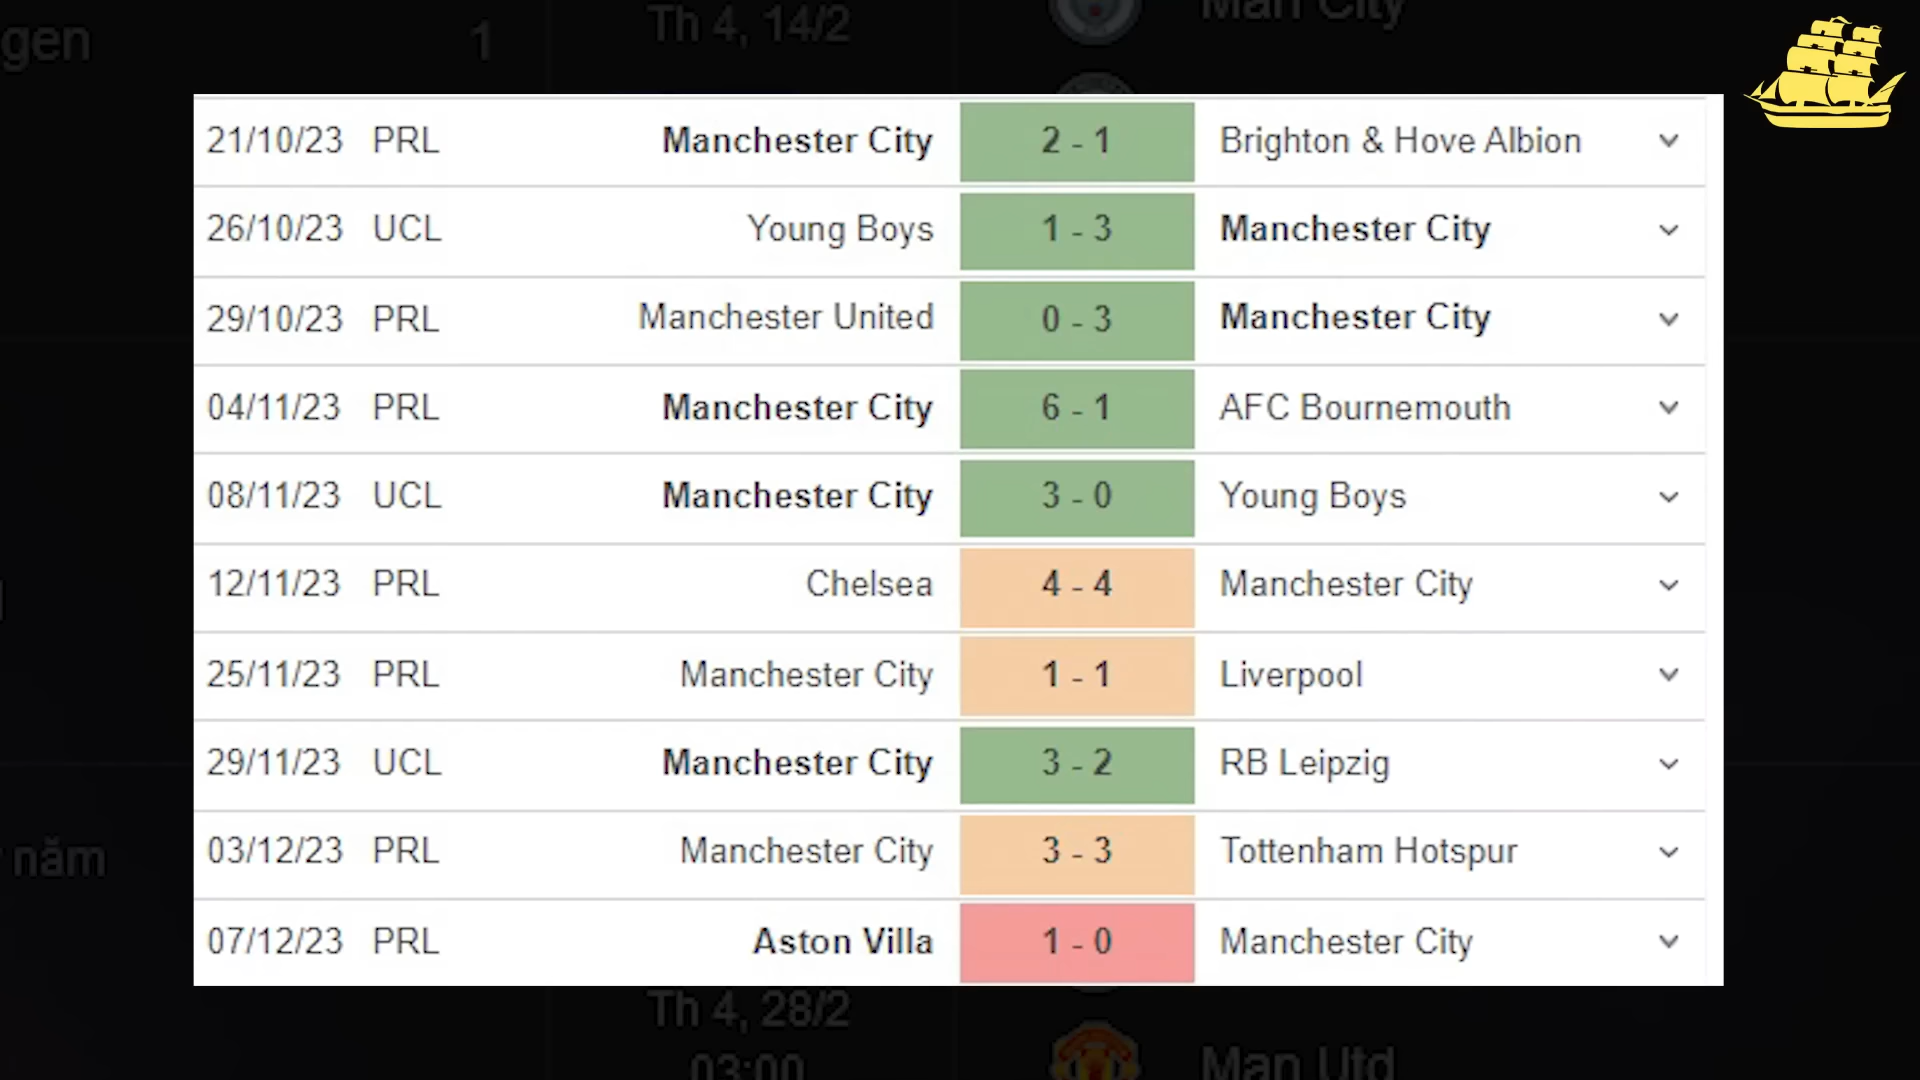 gen 1 Th 4, 14/2 Man City
21/10/23 PRL Manchester City 2 - 1 Brighton & Hove Albion
26/10/23 UCL Young Boys 1 - 3 Manchester City
29/10/23 PRL Manchester United 0 - 3 Manchester City
04/11/23 PRL Manchester City 6 - 1 AFC Bournemouth
08/11/23 UCL Manchester City 3 - 0 Young Boys
12/11/23 PRL Chelsea 4 - 4 Manchester City
25/11/23 PRL Manchester City 1 - 1 Liverpool
29/11/23 UCL Manchester City 3 - 2 RB Leipzig
năm
03/12/23 PRL Manchester City 3 - 3 Tottenham Hotspur
07/12/23 PRL Aston Villa 1 - 0 Manchester City
Th 4, 28/2
03:00 Man Utd